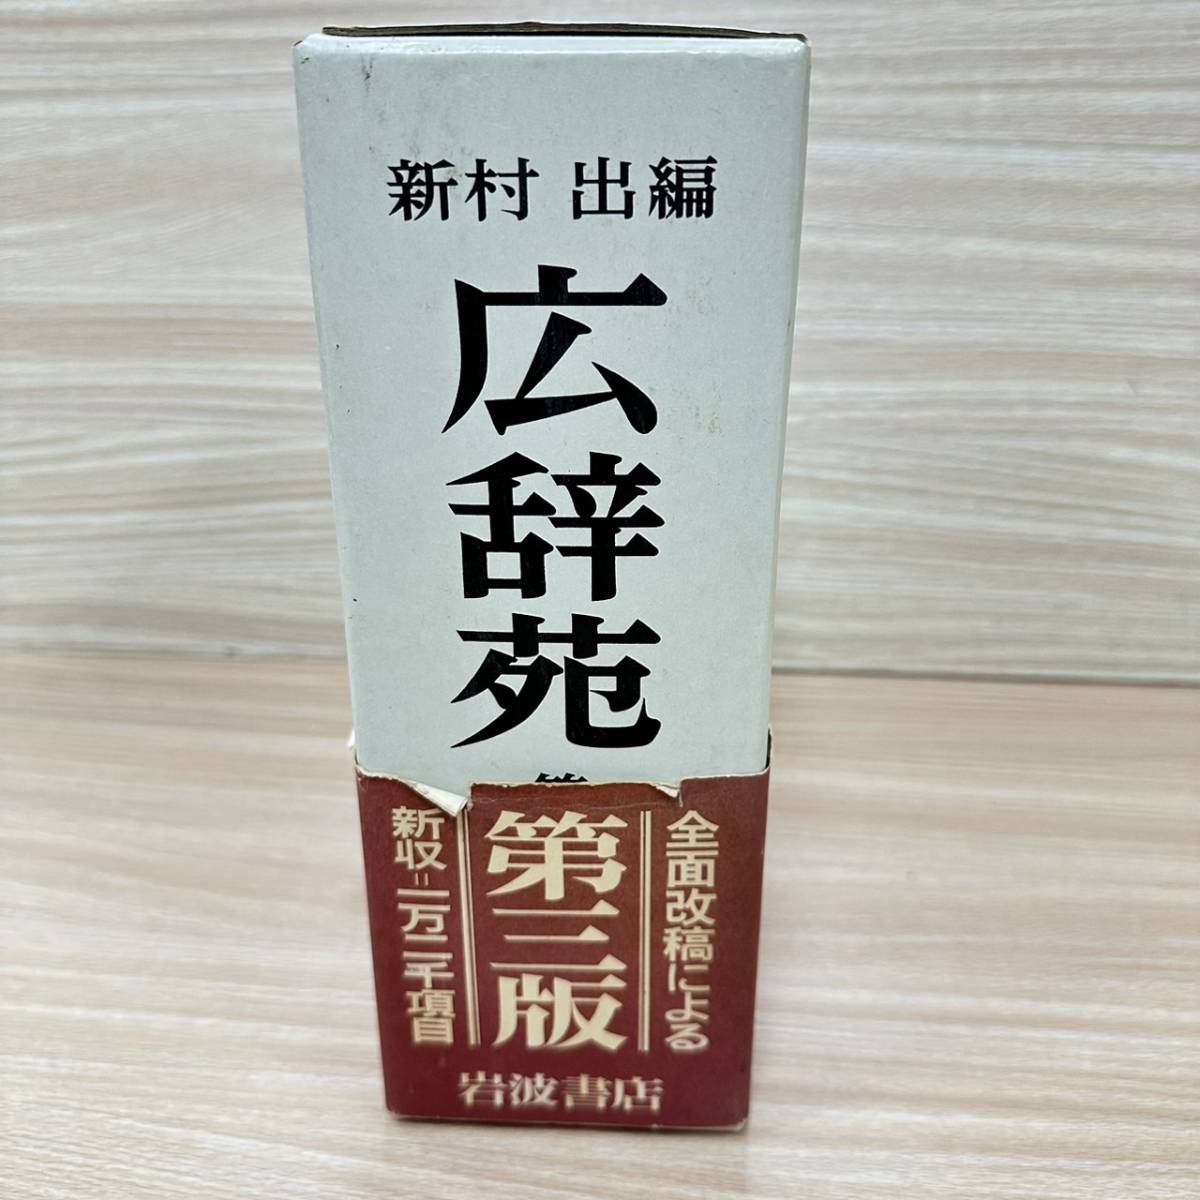 新村 出編
広辞苑
全面改稿による
第三版
新収=一万二千項目
岩波書店